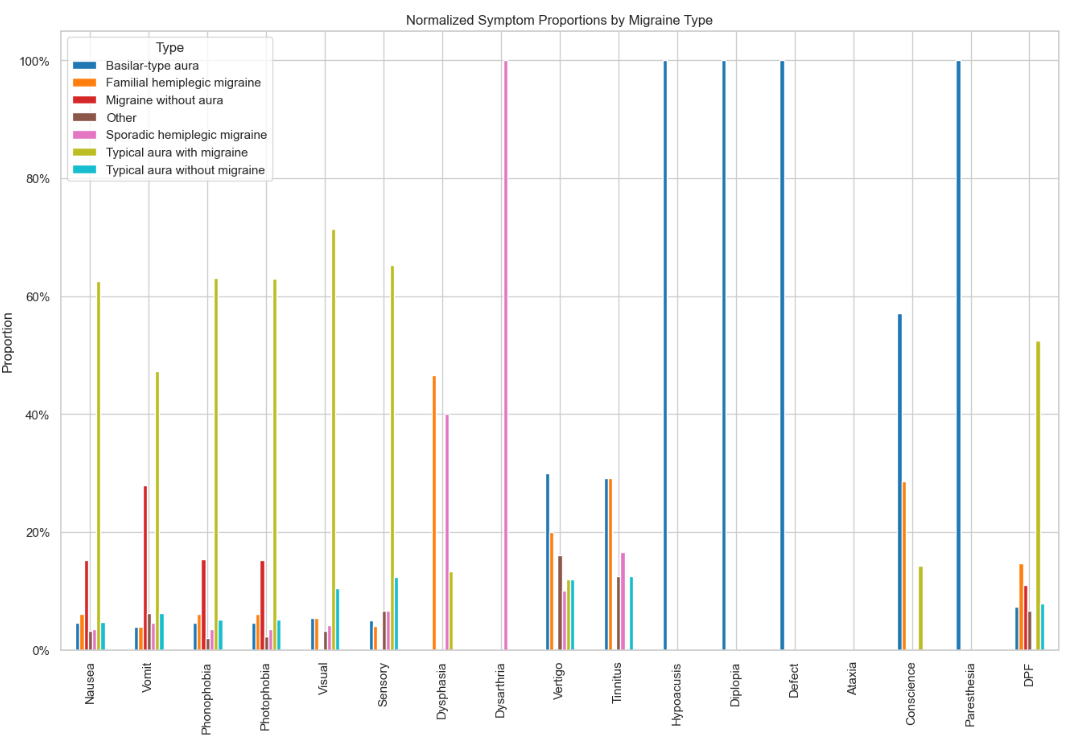 Normalized Symptom Proportions by Migraine Type
Type
Basilar-type aura
Familial hemiplegic migraine
Migraine without aura
Other
Sporadic hemiplegic migraine
Typical aura with migraine
Typical aura without migraine
Proportion
100%
80%
60%
40%
20%
0%
Nausea
Vomit
Phonophobia
Photophobia
Visual
Sensory
Dysphasia
Dysarthria
Vertigo
Tinnitus
Hypoacusis
Diplopia
Defect
Ataxia
Conscience
Paresthesia
DPF